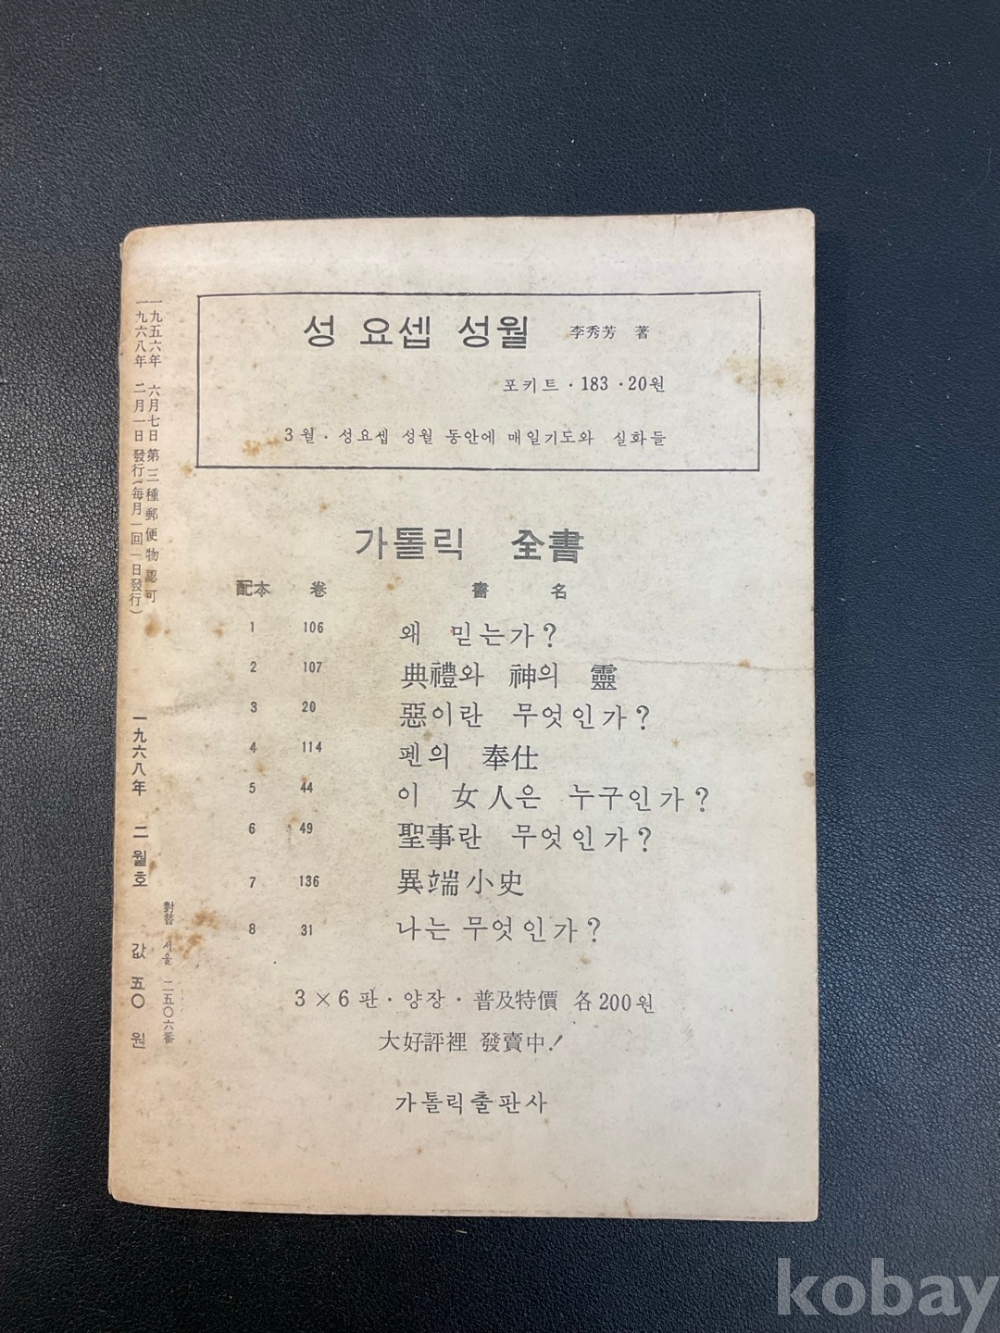 성 요셉 성월 李秀芳 著
포키트 · 183 · 20원
3월 · 성요셉 성월 동안에 매일기도와 실화들
가톨릭 全書
配本 卷 書名
1 106 왜 믿는가?
2 107 典禮와 神의 靈
3 20 惡이란 무엇인가?
4 114 펜의 奉仕
5 44 이 女人은 누구인가?
6 49 聖事란 무엇인가?
7 136 異端小史
8 31 나는 무엇인가?
3×6판 · 양장 · 普及特價 各200원
大好評裡 發賣中!
가톨릭출판사
一九五六年 六月七日 第三種郵便物認可
一九六八年 二月一日發行(每月一回一日發行)
一九六八年 二월호 값 五〇원
對替 서울 二五〇六番
kobay